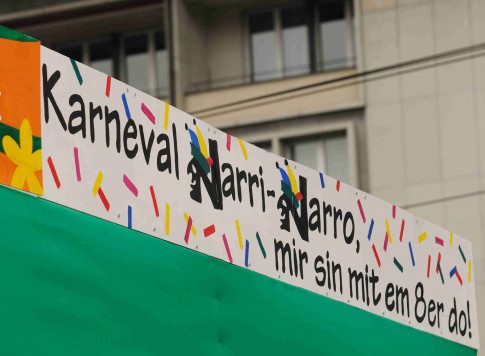 Karneval Narri-Narro,
mir sin mit em 8er do!